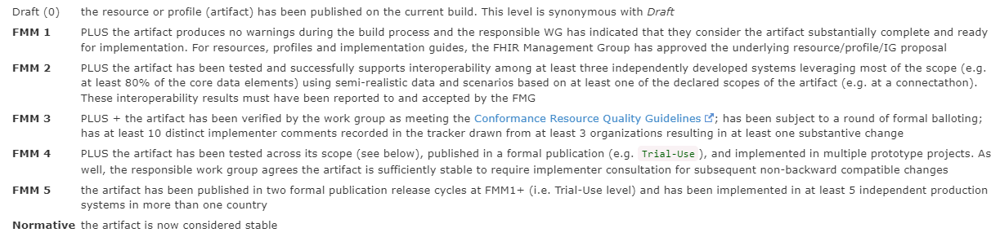 Draft (0) the resource or profile (artifact) has been published on the current build. This level is synonymous with Draft
FMM 1 PLUS the artifact produces no warnings during the build process and the responsible WG has indicated that they consider the artifact substantially complete and ready
for implementation. For resources, profiles and implementation guides, the FHIR Management Group has approved the underlying resource/profile/IG proposal
FMM 2 PLUS the artifact has been tested and successfully supports interoperability among at least three independently developed systems leveraging most of the scope (e.g.
at least 80% of the core data elements) using semi-realistic data and scenarios based on at least one of the declared scopes of the artifact (e.g. at a connectathon).
These interoperability results must have been reported to and accepted by the FMG
FMM 3 PLUS + the artifact has been verified by the work group as meeting the Conformance Resource Quality Guidelines; has been subject to a round of formal balloting;
has at least 10 distinct implementer comments recorded in the tracker drawn from at least 3 organizations resulting in at least one substantive change
FMM 4 PLUS the artifact has been tested across its scope (see below), published in a formal publication (e.g. Trial-Use), and implemented in multiple prototype projects. As
well, the responsible work group agrees the artifact is sufficiently stable to require implementer consultation for subsequent non-backward compatible changes
FMM 5 the artifact has been published in two formal publication release cycles at FMM1+ (i.e. Trial-Use level) and has been implemented in at least 5 independent production
systems in more than one country
Normative the artifact is now considered stable